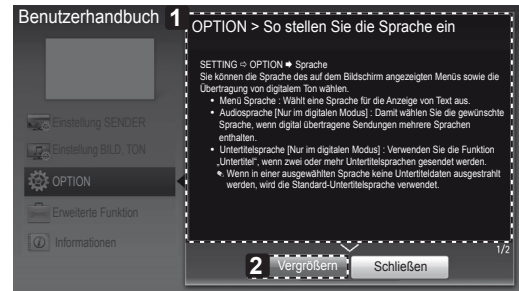 Benutzerhandbuch
1
OPTION > So stellen Sie die Sprache ein
SETTING ⇨ OPTION ➡ Sprache
Sie können die Sprache des auf dem Bildschirm angezeigten Menüs sowie die
Übertragung von digitalem Ton wählen.
• Menü Sprache : Wählt eine Sprache für die Anzeige von Text aus.
• Audiosprache [Nur im digitalen Modus] : Damit wählen Sie die gewünschte
Sprache, wenn digital übertragene Sendungen mehrere Sprachen
enthalten.
• Untertitelsprache [Nur im digitalen Modus] : Verwenden Sie die Funktion
„Untertitel“, wenn zwei oder mehr Untertitelsprachen gesendet werden.
Wenn in einer ausgewählten Sprache keine Untertiteldaten ausgestrahlt
werden, wird die Standard-Untertitelsprache verwendet.
Einstellung SENDER
Einstellung BILD, TON
OPTION
Erweiterte Funktion
Informationen
1/2
2
Vergrößern
Schließen